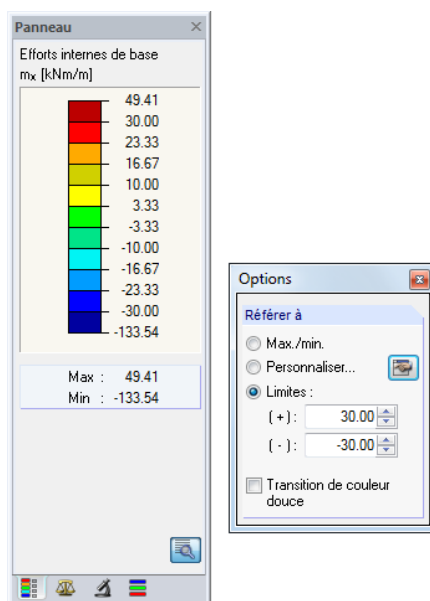 Panneau
Efforts internes de base
mx [kNm/m]
49.41
30.00
23.33
16.67
10.00
3.33
-3.33
-10.00
-16.67
-23.33
-30.00
-133.54
Max : 49.41
Min : -133.54
Options
Référer à
Max./min.
Personnaliser...
Limites :
(+): 30.00
(-): -30.00
Transition de couleur
douce